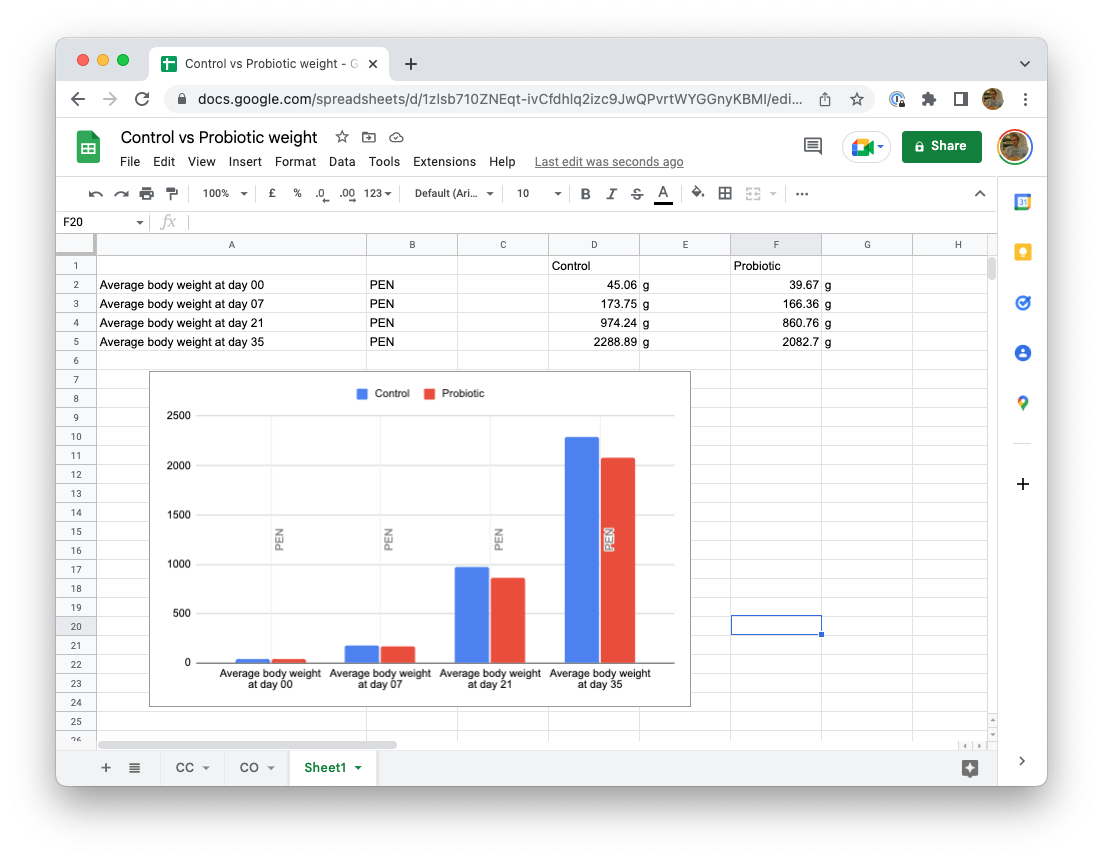 Control vs Probiotic weight - G
docs.google.com/spreadsheets/d/1zlsb710ZNEqt-ivCfdhlq2izc9JwQPvrtWYGGnyKBMI/edi...
Control vs Probiotic weight
File Edit View Insert Format Data Tools Extensions Help Last edit was seconds ago
Share
100% £ % .0 .00 123 Default (Ari... 10 B I S A
31
F20 fx
A B C D E F G H
1 Control Probiotic
2 Average body weight at day 00 PEN 45.06 g 39.67 g
3 Average body weight at day 07 PEN 173.75 g 166.36 g
4 Average body weight at day 21 PEN 974.24 g 860.76 g
5 Average body weight at day 35 PEN 2288.89 g 2082.7 g
6
7
8
9
10
11
12
13
14
15
16
17
18
19
20
21
22
23
24
25
26
Control Probiotic
2500
2000
1500
PEN PEN PEN PEN
1000
500
0
Average body weight at day 00
Average body weight at day 07
Average body weight at day 21
Average body weight at day 35
CC CO Sheet1